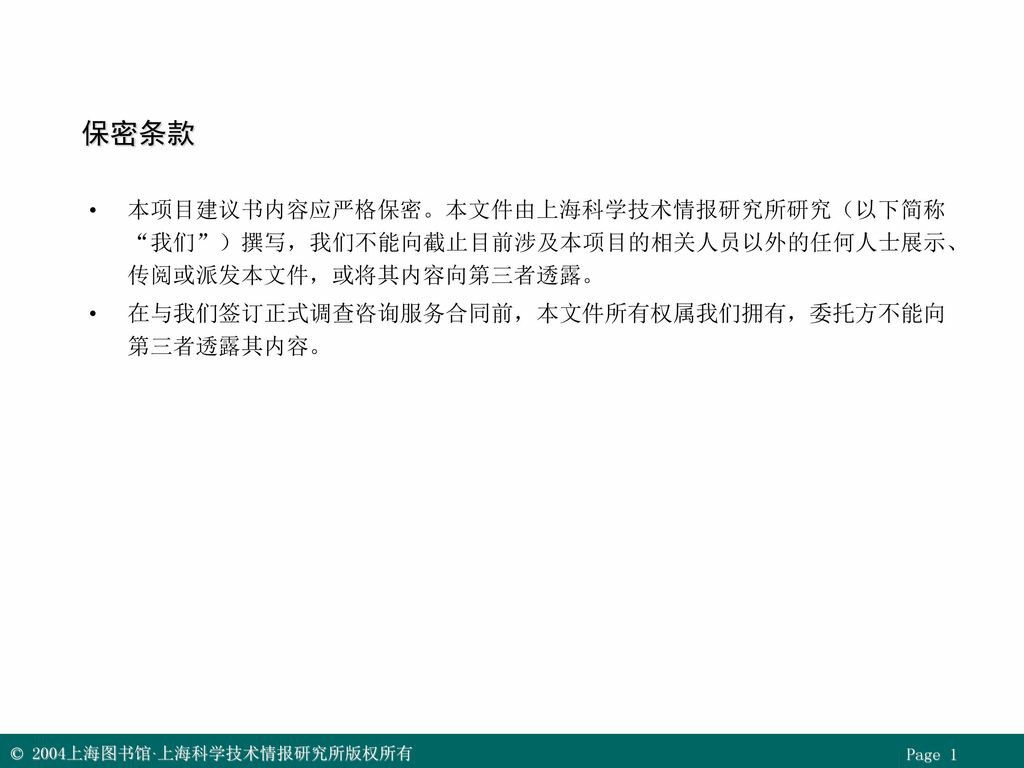 保密条款
• 本项目建议书内容应严格保密。本文件由上海科学技术情报研究所研究（以下简称
“我们”）撰写，我们不能向截止目前涉及本项目的相关人员以外的任何人士展示、
传阅或派发本文件，或将其内容向第三者透露。
• 在与我们签订正式调查咨询服务合同前，本文件所有权属我们拥有，委托方不能向
第三者透露其内容。
© 2004上海图书馆·上海科学技术情报研究所版权所有
Page 1